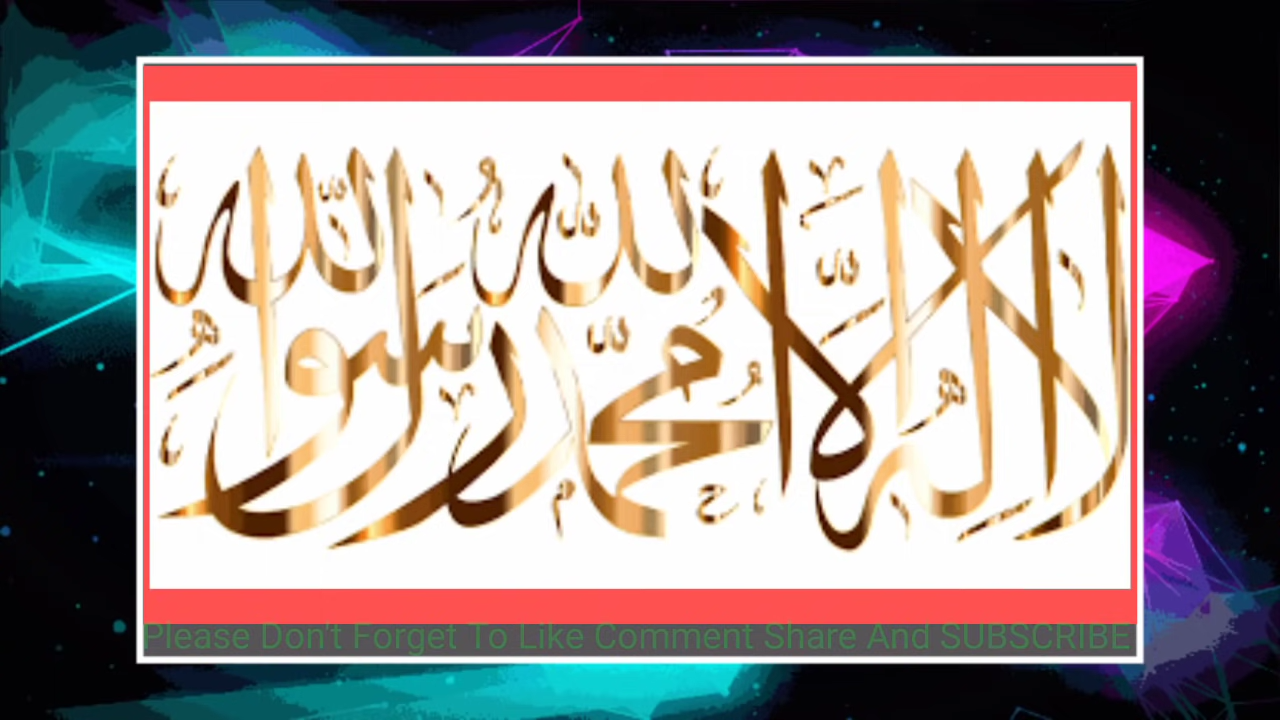 لا إله إلا الله محمد رسول الله
Please Don't Forget To Like Comment Share And SUBSCRIBE